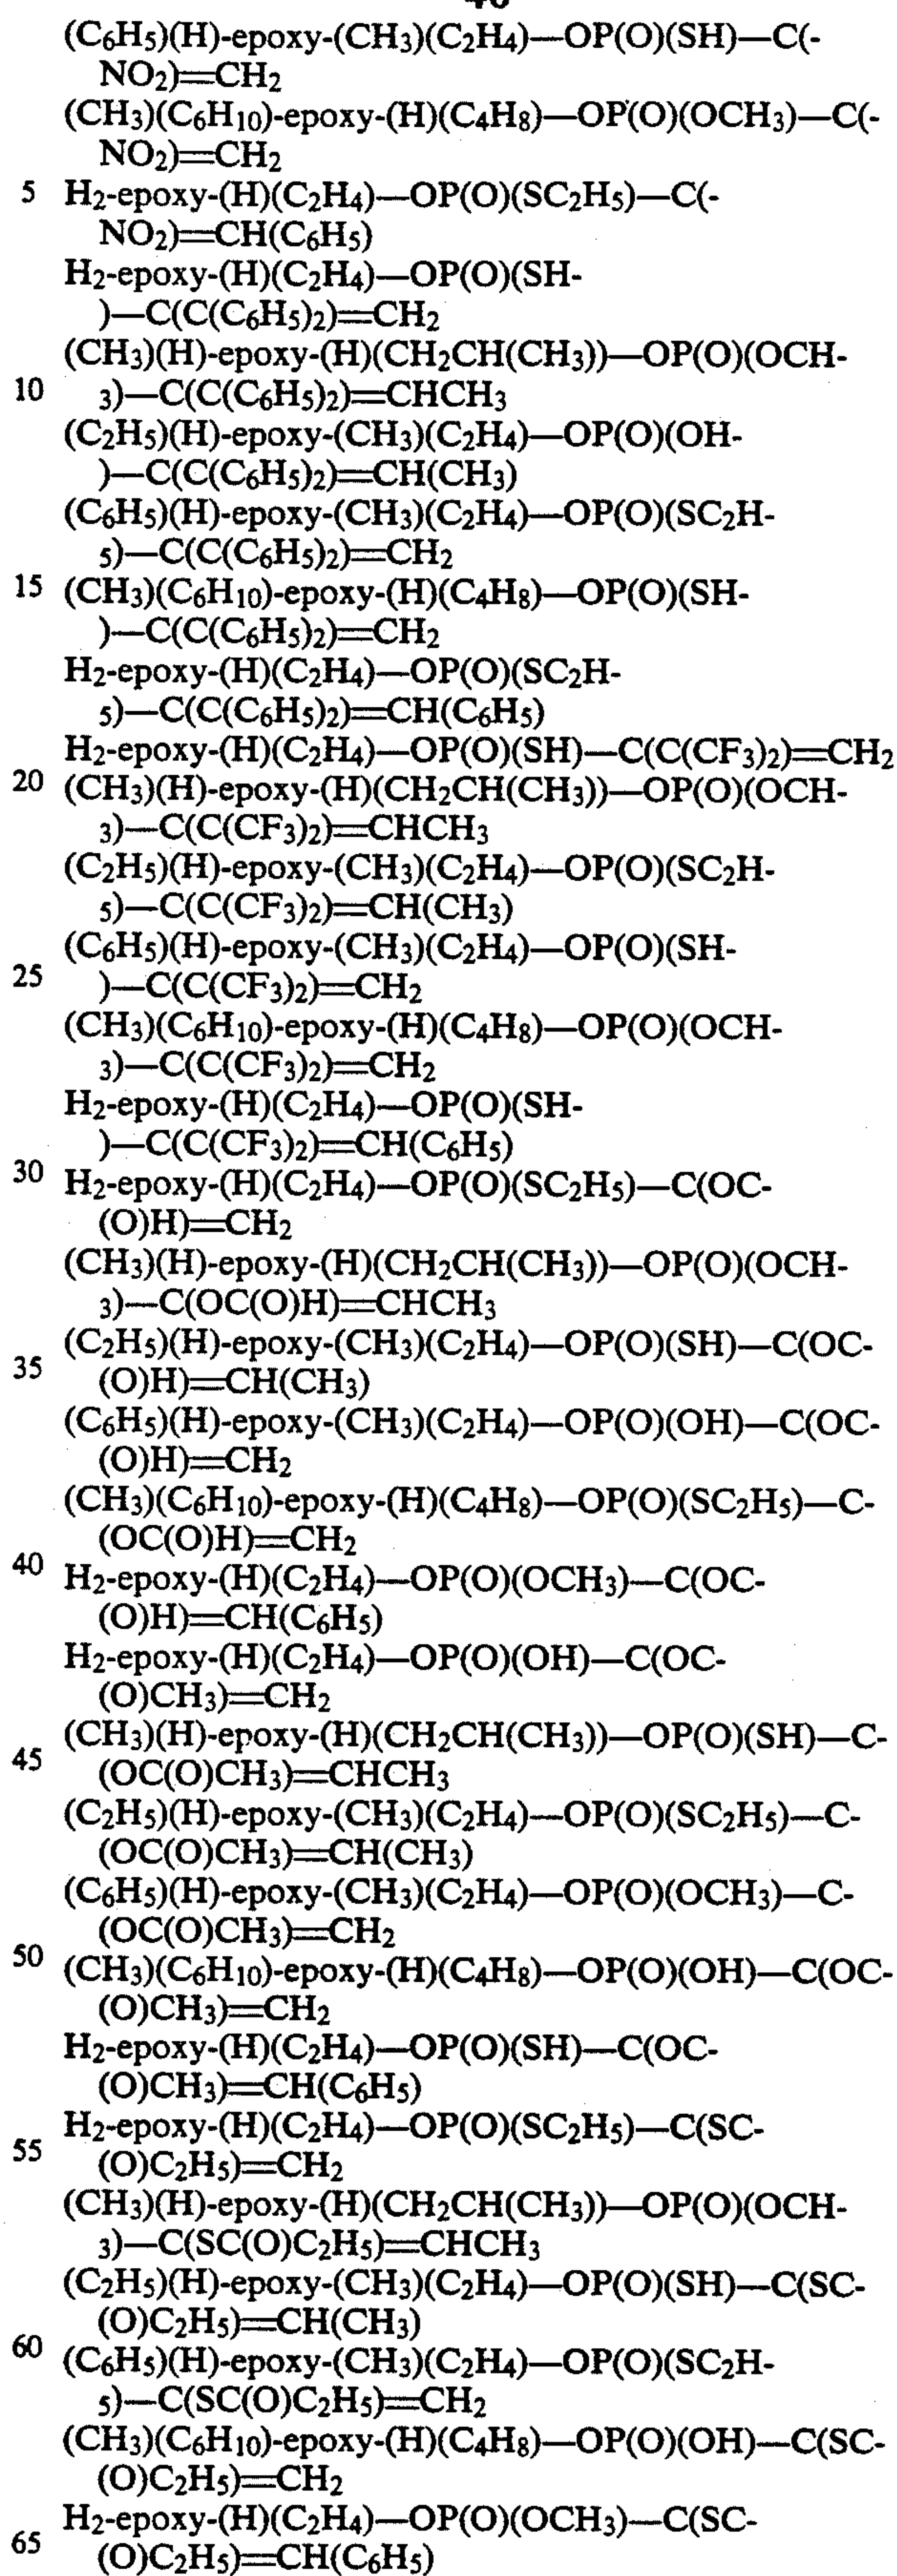 (C6H5)(H)-epoxy-(CH3)(C2H4)—OP(O)(SH)—C(-
NO2)═CH2
(CH3)(C6H10)-epoxy-(H)(C4H8)—OP(O)(OCH3)—C(-
NO2)═CH2
5 H2-epoxy-(H)(C2H4)—OP(O)(SC2H5)—C(-
NO2)═CH(C6H5)
H2-epoxy-(H)(C2H4)—OP(O)(SH-
)—C(C(C6H5)2)═CH2
(CH3)(H)-epoxy-(H)(CH2CH(CH3))—OP(O)(OCH-
10 3)—C(C(C6H5)2)═CHCH3
(C2H5)(H)-epoxy-(CH3)(C2H4)—OP(O)(OH-
)—C(C(C6H5)2)═CH(CH3)
(C6H5)(H)-epoxy-(CH3)(C2H4)—OP(O)(SC2H-
5)—C(C(C6H5)2)═CH2
15 (CH3)(C6H10)-epoxy-(H)(C4H8)—OP(O)(SH-
)—C(C(C6H5)2)═CH2
H2-epoxy-(H)(C2H4)—OP(O)(SC2H-
5)—C(C(C6H5)2)═CH(C6H5)
H2-epoxy-(H)(C2H4)—OP(O)(SH)—C(C(CF3)2)═CH2
20 (CH3)(H)-epoxy-(H)(CH2CH(CH3))—OP(O)(OCH-
3)—C(C(CF3)2)═CHCH3
(C2H5)(H)-epoxy-(CH3)(C2H4)—OP(O)(SC2H-
5)—C(C(CF3)2)═CH(CH3)
(C6H5)(H)-epoxy-(CH3)(C2H4)—OP(O)(SH-
25 )—C(C(CF3)2)═CH2
(CH3)(C6H10)-epoxy-(H)(C4H8)—OP(O)(OCH-
3)—C(C(CF3)2)═CH2
H2-epoxy-(H)(C2H4)—OP(O)(SH-
)—C(C(CF3)2)═CH(C6H5)
30 H2-epoxy-(H)(C2H4)—OP(O)(SC2H5)—C(OC-
(O)H)═CH2
(CH3)(H)-epoxy-(H)(CH2CH(CH3))—OP(O)(OCH-
3)—C(OC(O)H)═CHCH3
(C2H5)(H)-epoxy-(CH3)(C2H4)—OP(O)(SH)—C(OC-
35 (O)H)═CH(CH3)
(C6H5)(H)-epoxy-(CH3)(C2H4)—OP(O)(OH)—C(OC-
(O)H)═CH2
(CH3)(C6H10)-epoxy-(H)(C4H8)—OP(O)(SC2H5)—C-
(OC(O)H)═CH2
40 H2-epoxy-(H)(C2H4)—OP(O)(OCH3)—C(OC-
(O)H)═CH(C6H5)
H2-epoxy-(H)(C2H4)—OP(O)(OH)—C(OC-
(O)CH3)═CH2
(CH3)(H)-epoxy-(H)(CH2CH(CH3))—OP(O)(SH)—C-
45 (OC(O)CH3)═CHCH3
(C2H5)(H)-epoxy-(CH3)(C2H4)—OP(O)(SC2H5)—C-
(OC(O)CH3)═CH(CH3)
(C6H5)(H)-epoxy-(CH3)(C2H4)—OP(O)(OCH3)—C-
(OC(O)CH3)═CH2
50 (CH3)(C6H10)-epoxy-(H)(C4H8)—OP(O)(OH)—C(OC-
(O)CH3)═CH2
H2-epoxy-(H)(C2H4)—OP(O)(SH)—C(OC-
(O)CH3)═CH(C6H5)
H2-epoxy-(H)(C2H4)—OP(O)(SC2H5)—C(SC-
55 (O)C2H5)═CH2
(CH3)(H)-epoxy-(H)(CH2CH(CH3))—OP(O)(OCH-
3)—C(SC(O)C2H5)═CHCH3
(C2H5)(H)-epoxy-(CH3)(C2H4)—OP(O)(SH)—C(SC-
(O)C2H5)═CH(CH3)
60 (C6H5)(H)-epoxy-(CH3)(C2H4)—OP(O)(SC2H-
5)—C(SC(O)C2H5)═CH2
(CH3)(C6H10)-epoxy-(H)(C4H8)—OP(O)(OH)—C(SC-
(O)C2H5)═CH2
H2-epoxy-(H)(C2H4)—OP(O)(OCH3)—C(SC-
65 (O)C2H5)═CH(C6H5)